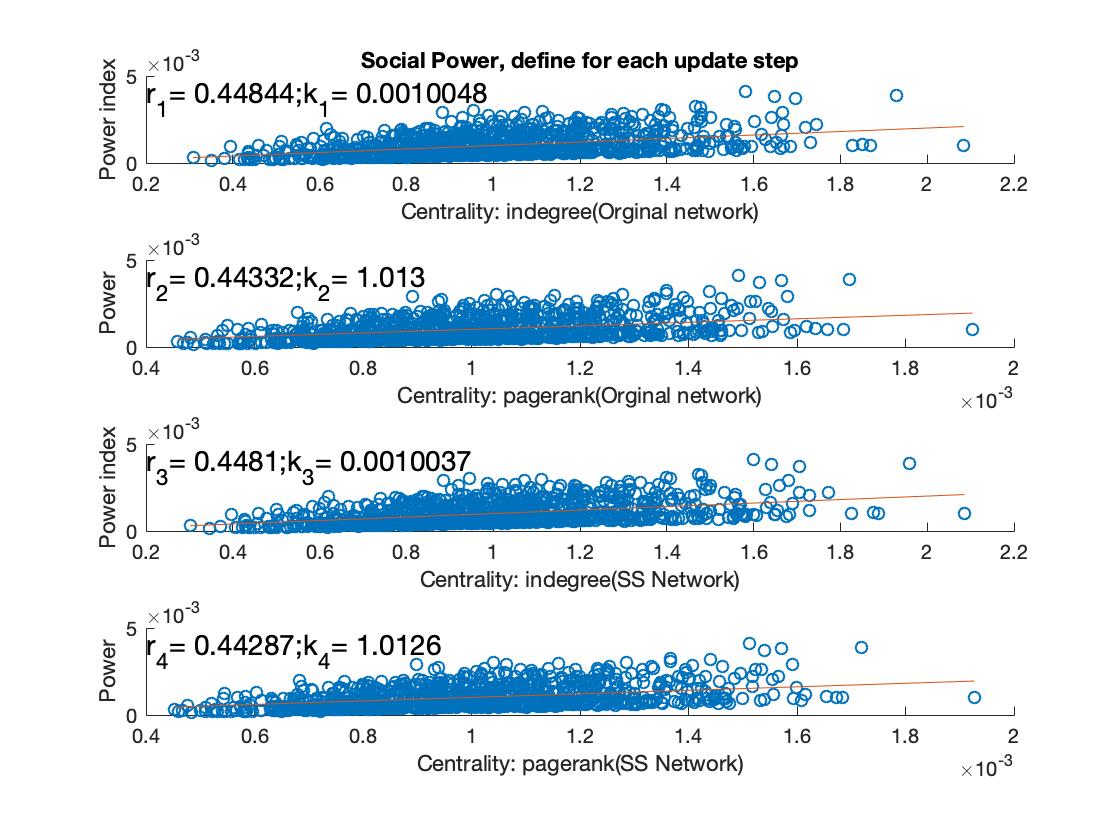 Social Power, define for each update step
×10-3
Power index
5
0
r1= 0.44844;k1= 0.0010048
0.2 0.4 0.6 0.8 1 1.2 1.4 1.6 1.8 2 2.2
Centrality: indegree(Orginal network)
×10-3
Power
5
0
r2= 0.44332;k2= 1.013
0.4 0.6 0.8 1 1.2 1.4 1.6 1.8 2
Centrality: pagerank(Orginal network)
×10-3
×10-3
Power index
5
0
r3= 0.4481;k3= 0.0010037
0.2 0.4 0.6 0.8 1 1.2 1.4 1.6 1.8 2 2.2
Centrality: indegree(SS Network)
×10-3
Power
5
0
r4= 0.44287;k4= 1.0126
0.4 0.6 0.8 1 1.2 1.4 1.6 1.8 2
Centrality: pagerank(SS Network)
×10-3